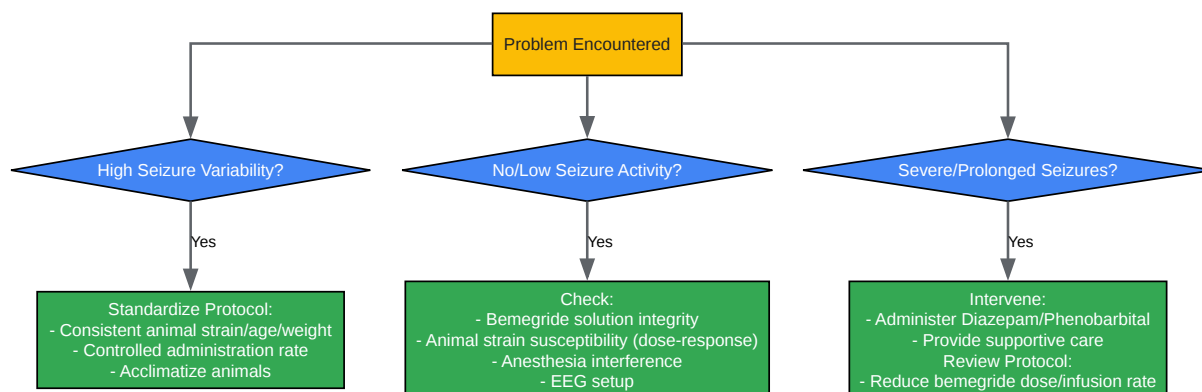 Problem Encountered
High Seizure Variability?
No/Low Seizure Activity?
Severe/Prolonged Seizures?
Yes
Yes
Yes
Standardize Protocol:
- Consistent animal strain/age/weight
- Controlled administration rate
- Acclimatize animals
Check:
- Bemegride solution integrity
- Animal strain susceptibility (dose-response)
- Anesthesia interference
- EEG setup
Intervene:
- Administer Diazepam/Phenobarbital
- Provide supportive care
Review Protocol:
- Reduce bemegride dose/infusion rate